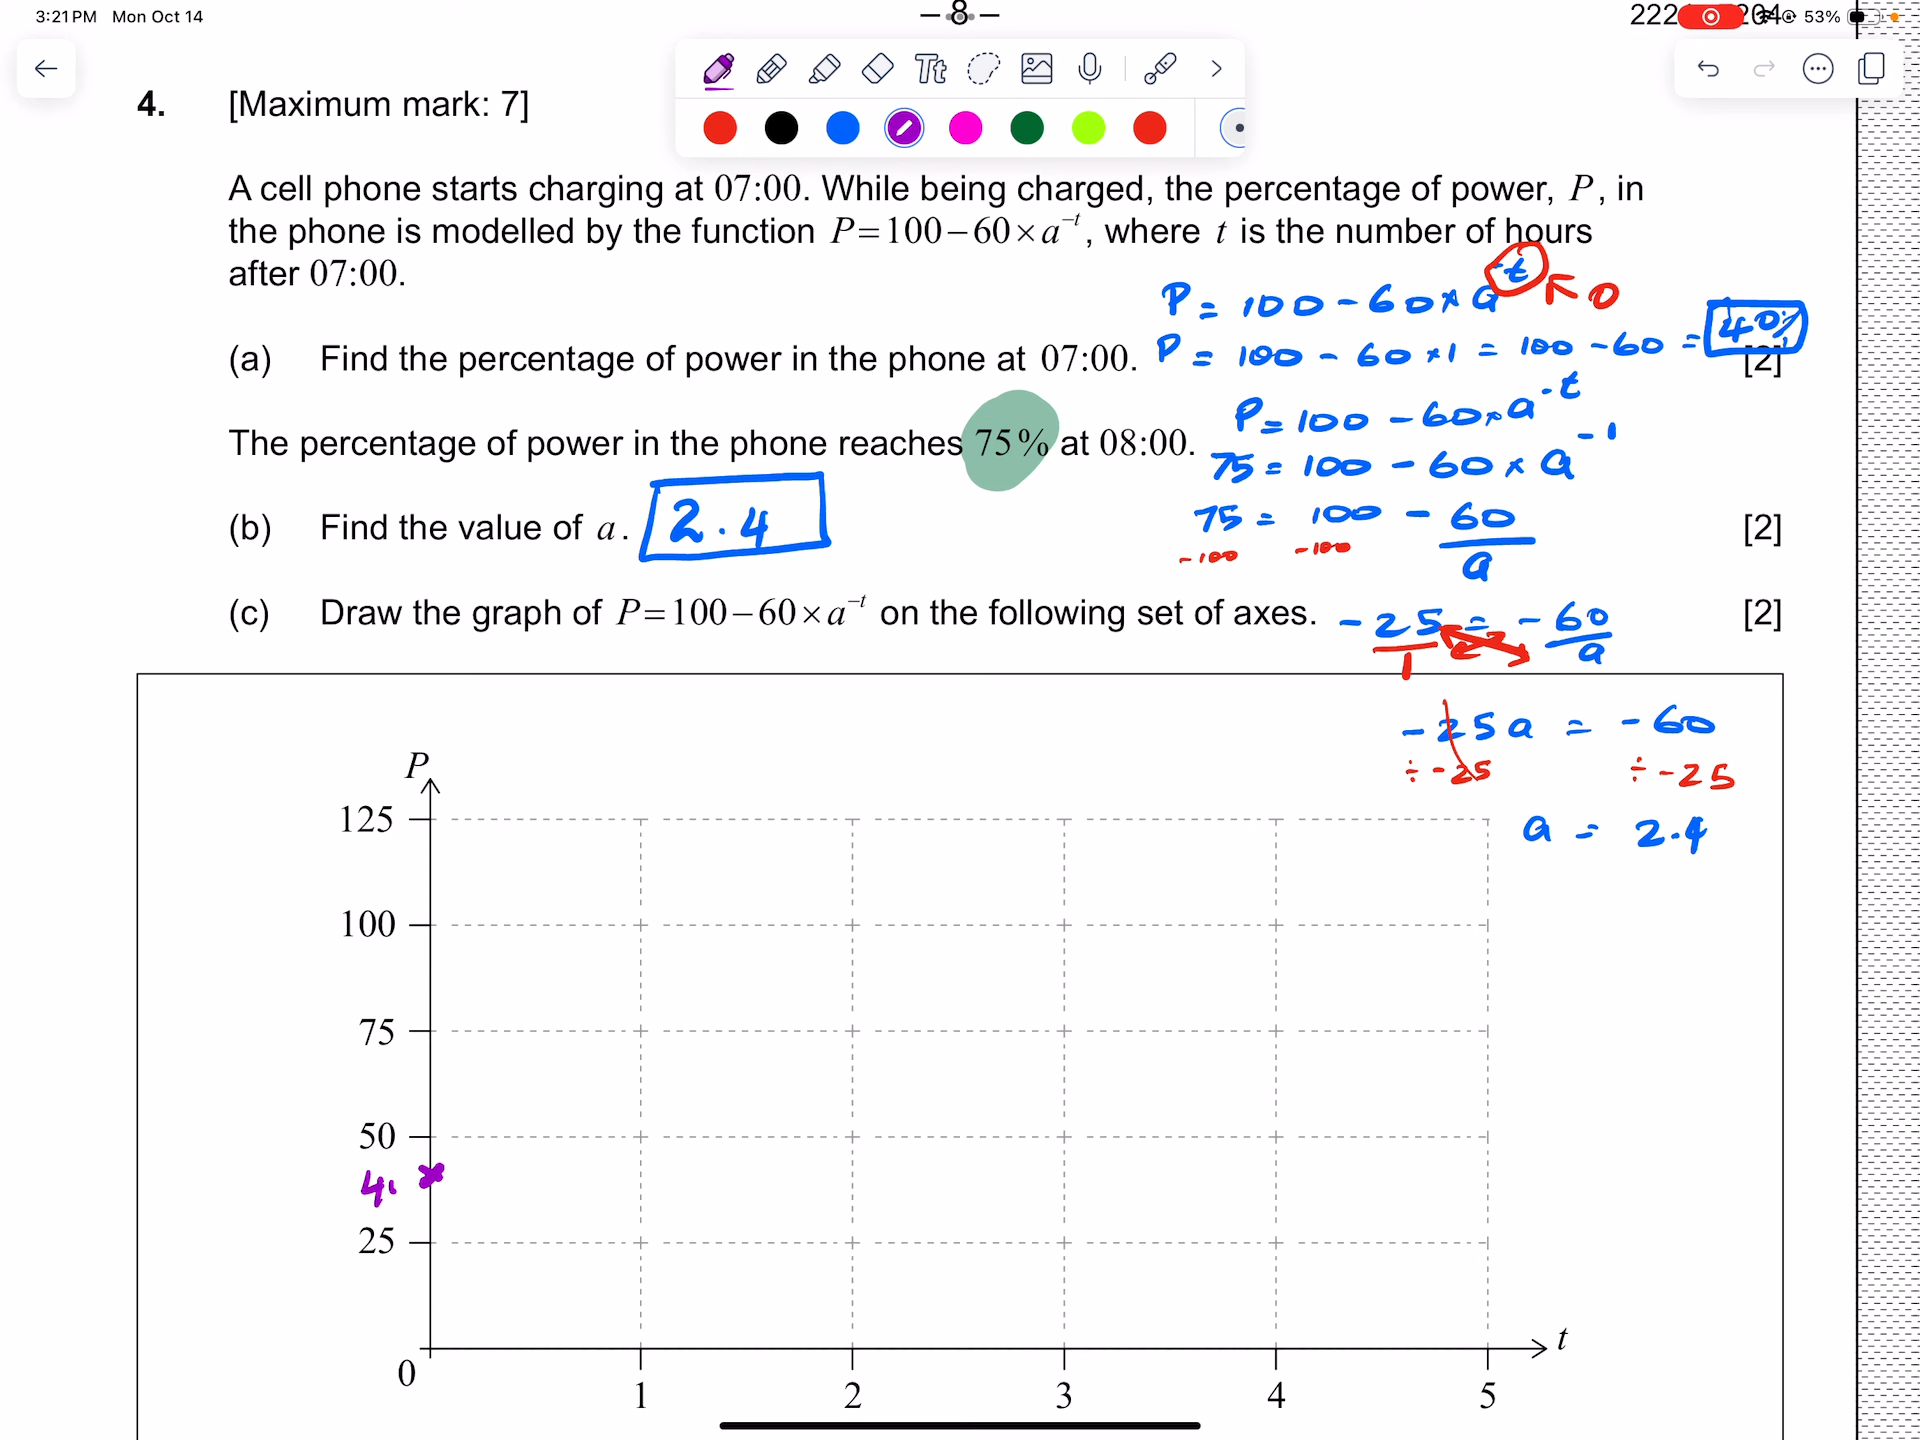 3:21 PM Mon Oct 14
– 8 –
53%
Tt
4. [Maximum mark: 7]
A cell phone starts charging at 07:00. While being charged, the percentage of power, P, in
the phone is modelled by the function P=100−60×a⁻ᵗ, where t is the number of hours
after 07:00.
P = 100 - 60 × a⁻ᵗ 0
(a) Find the percentage of power in the phone at 07:00. [2]
P = 100 - 60 × 1 = 100 - 60 = 40%
P = 100 - 60 × a⁻ᵗ
The percentage of power in the phone reaches 75% at 08:00.
75 = 100 - 60 × a⁻¹
(b) Find the value of a. 2.4 [2]
75 = 100 - 60/a
-100 -100
(c) Draw the graph of P=100−60×a⁻ᵗ on the following set of axes. [2]
-25/1 = -60/a
-25a = -60
÷-25 ÷-25
a = 2.4
P
125
100
75
50
25
0
1 2 3 4 5
t